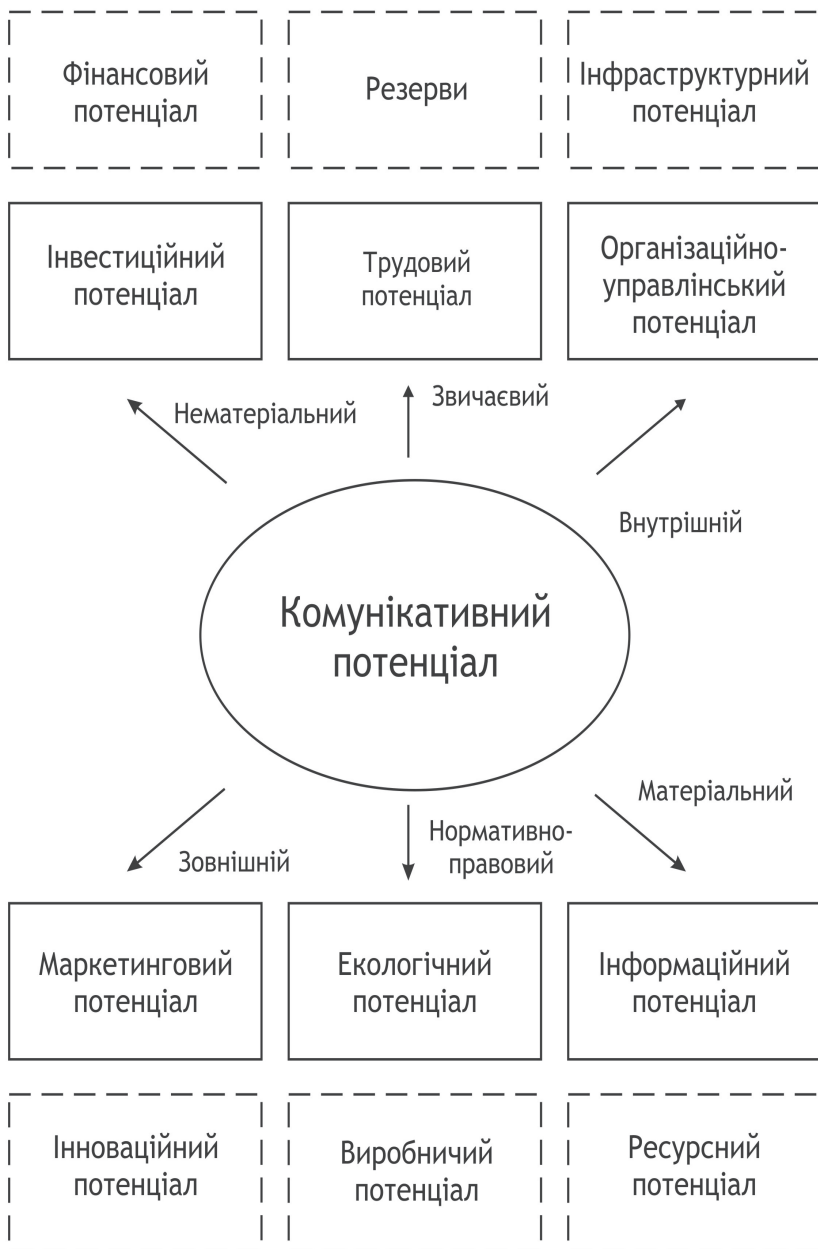 Фінансовий
потенціал
Резерви
Інфраструктурний
потенціал
Інвестиційний
потенціал
Трудовий
потенціал
Організаційно-
управлінський
потенціал
Нематеріальний
Звичаєвий
Внутрішній
Комунікативний
потенціал
Матеріальний
Зовнішній
Нормативно-
правовий
Маркетинговий
потенціал
Екологічний
потенціал
Інформаційний
потенціал
Інноваційний
потенціал
Виробничий
потенціал
Ресурсний
потенціал